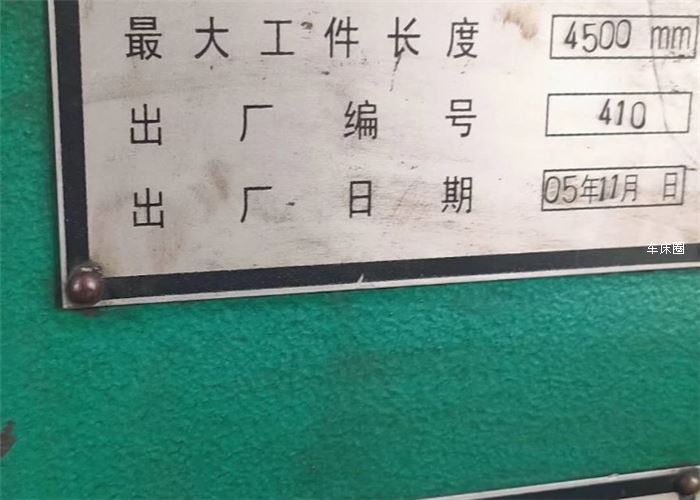 最大工件长度 4500 mm
出厂编号 410
出厂日期 05年11月 日
车床圈